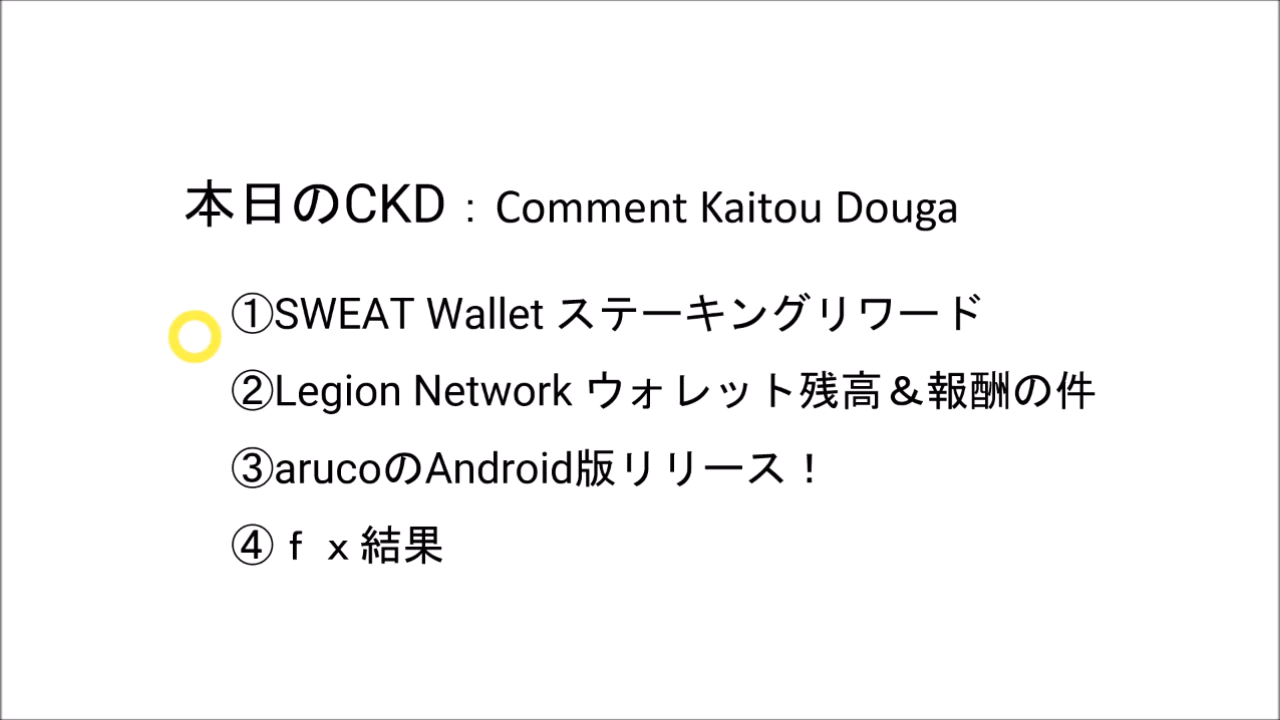 本日のCKD：Comment Kaitou Douga
①SWEAT Wallet ステーキングリワード
②Legion Network ウォレット残高＆報酬の件
③arucoのAndroid版リリース！
④ｆｘ結果